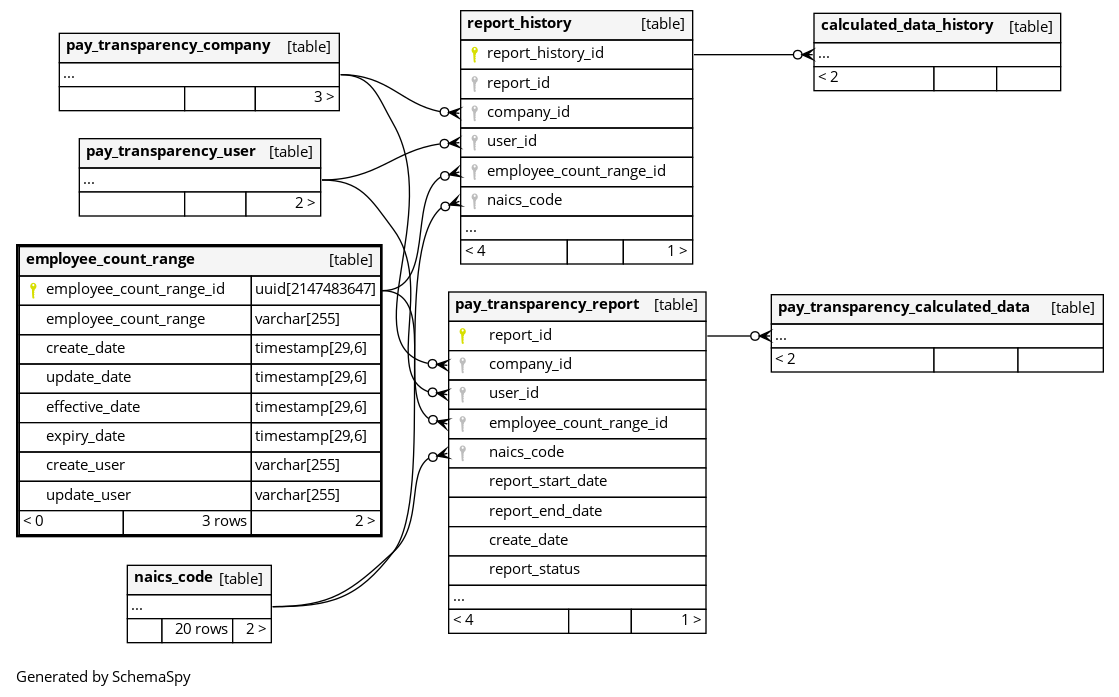 pay_transparency_company [table]
...
3 >
pay_transparency_user [table]
...
2 >
employee_count_range [table]
employee_count_range_id uuid[2147483647]
employee_count_range varchar[255]
create_date timestamp[29,6]
update_date timestamp[29,6]
effective_date timestamp[29,6]
expiry_date timestamp[29,6]
create_user varchar[255]
update_user varchar[255]
< 0 3 rows 2 >
naics_code [table]
...
20 rows 2 >
report_history [table]
report_history_id
report_id
company_id
user_id
employee_count_range_id
naics_code
...
< 4 1 >
pay_transparency_report [table]
report_id
company_id
user_id
employee_count_range_id
naics_code
report_start_date
report_end_date
create_date
report_status
...
< 4 1 >
calculated_data_history [table]
...
< 2
pay_transparency_calculated_data [table]
...
< 2
Generated by SchemaSpy